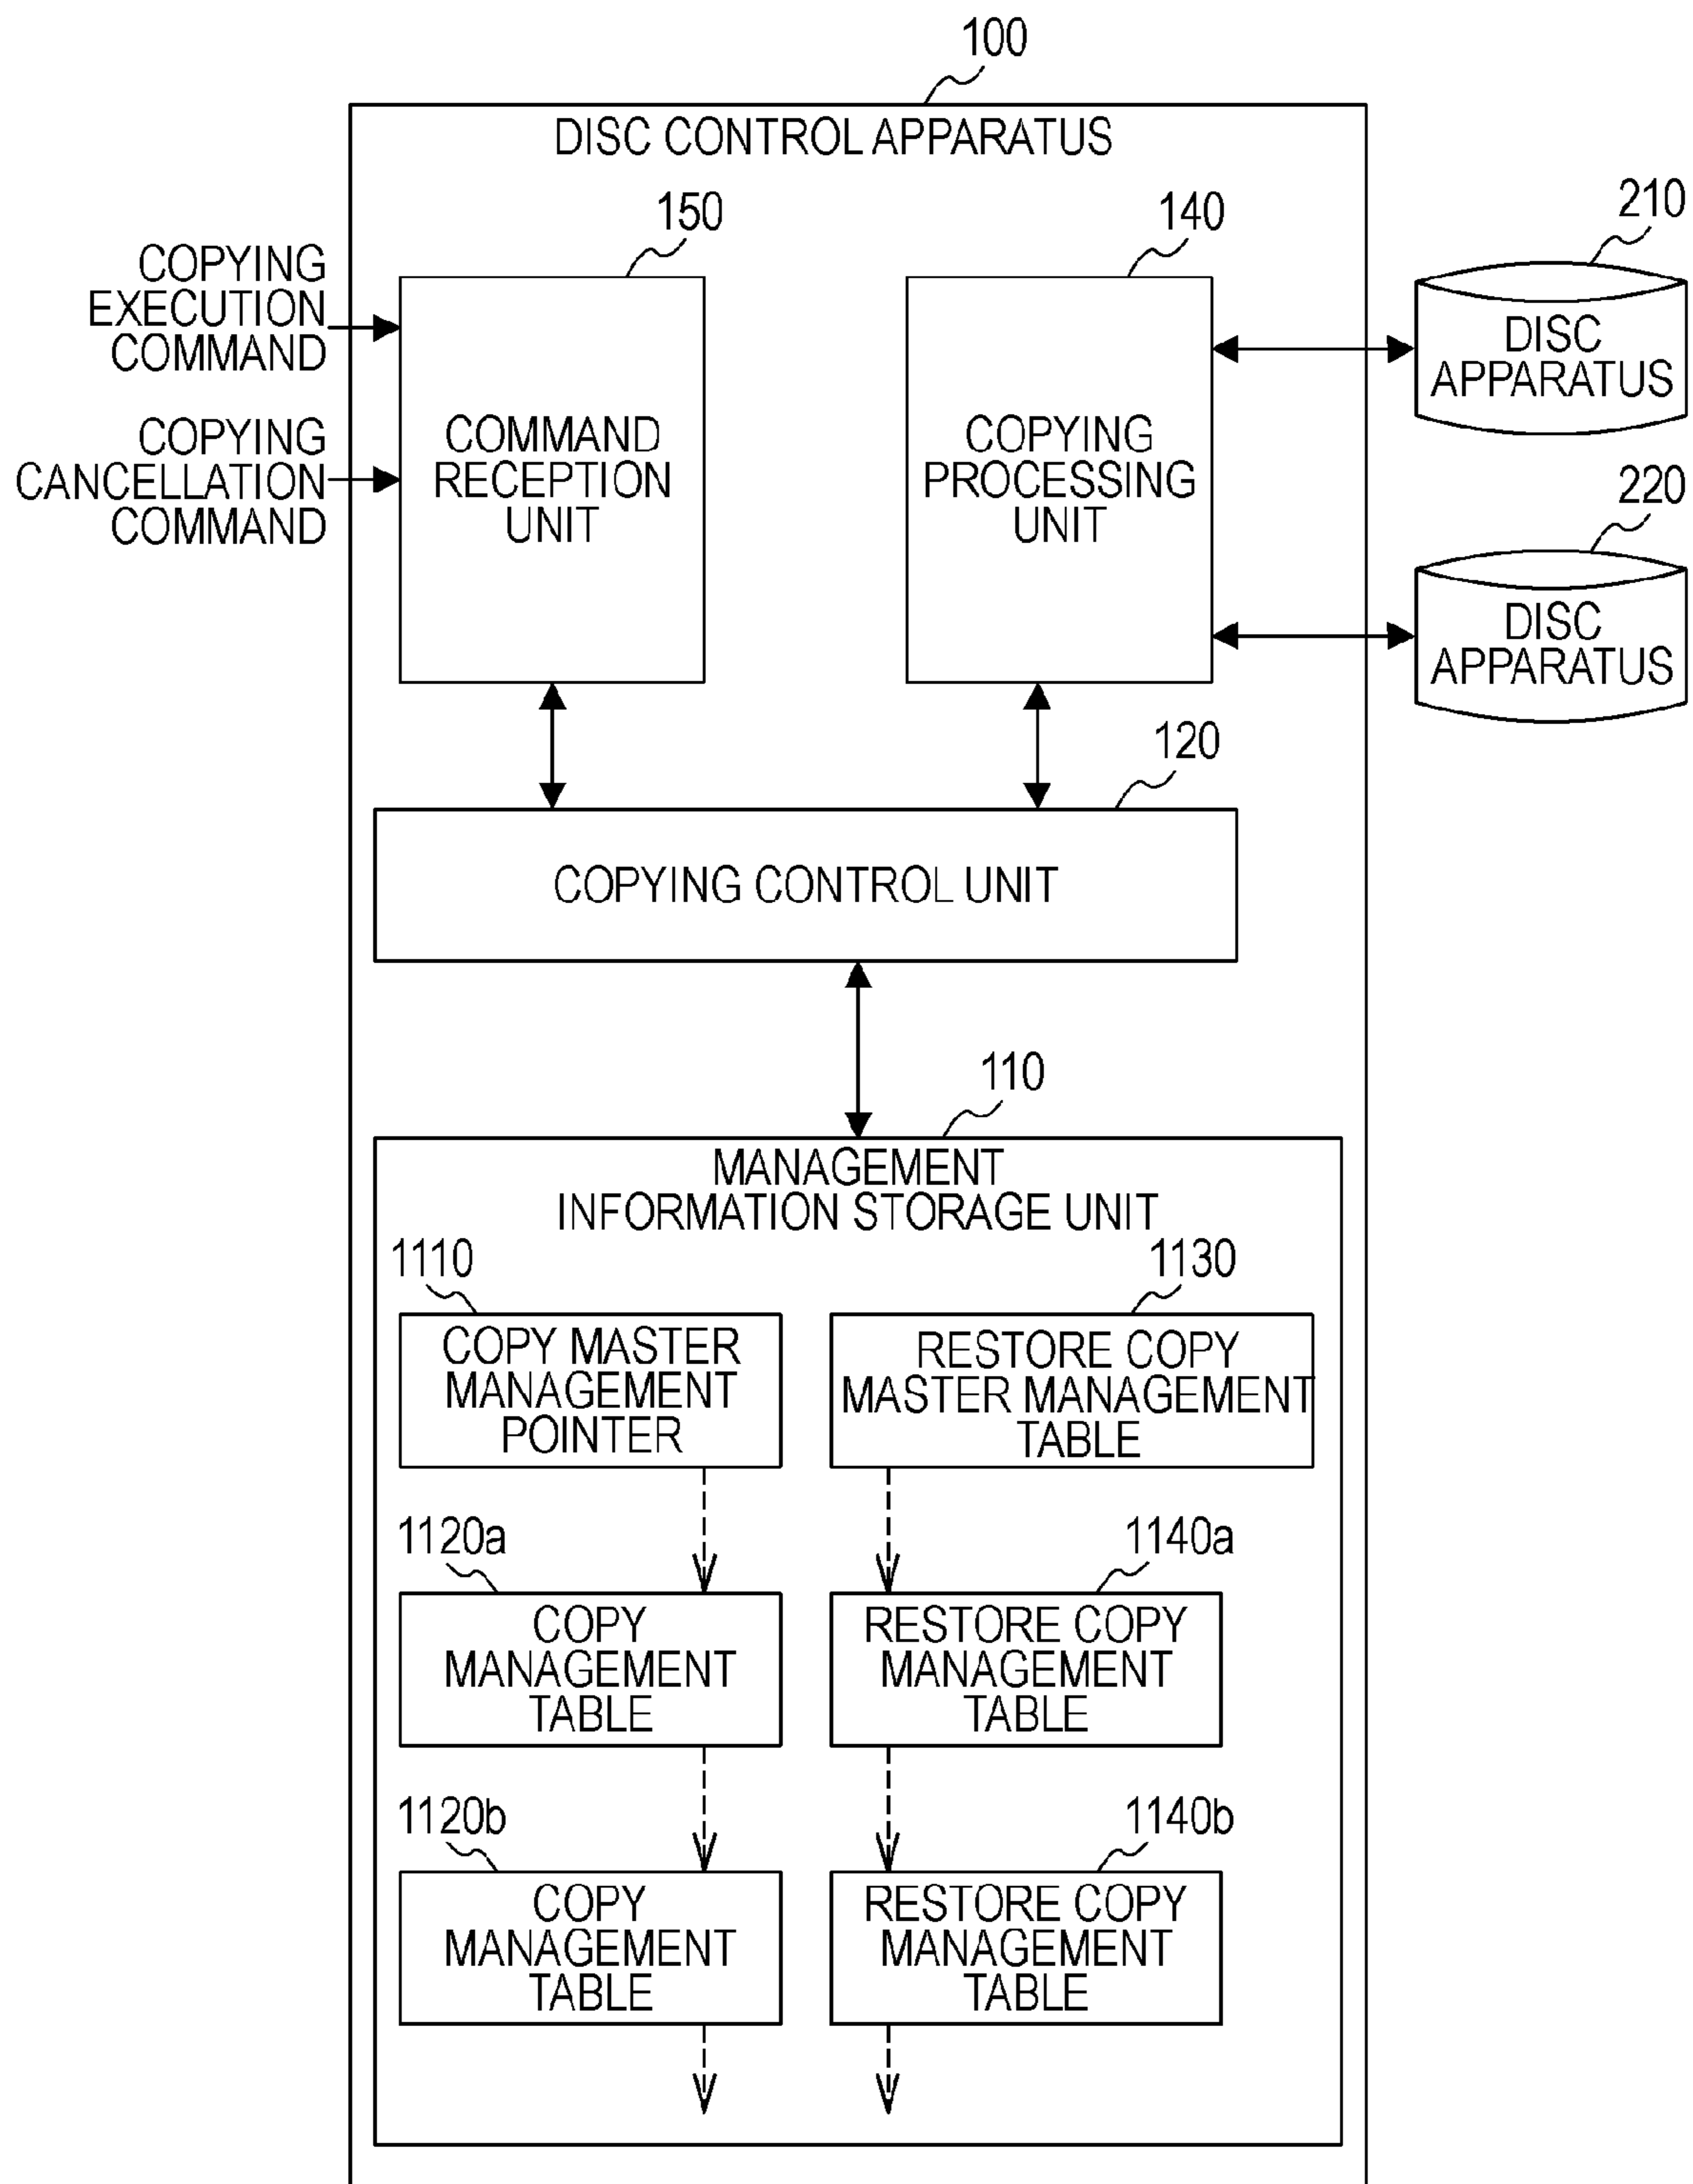 100
DISC CONTROL APPARATUS
150
140
210
COPYING
EXECUTION
COMMAND
COPYING
CANCELLATION
COMMAND
COMMAND
RECEPTION
UNIT
COPYING
PROCESSING
UNIT
DISC
APPARATUS
220
DISC
APPARATUS
120
COPYING CONTROL UNIT
110
MANAGEMENT
INFORMATION STORAGE UNIT
1110
1130
COPY MASTER
MANAGEMENT
POINTER
RESTORE COPY
MASTER MANAGEMENT
TABLE
1120a
1140a
COPY
MANAGEMENT
TABLE
RESTORE COPY
MANAGEMENT
TABLE
1120b
1140b
COPY
MANAGEMENT
TABLE
RESTORE COPY
MANAGEMENT
TABLE